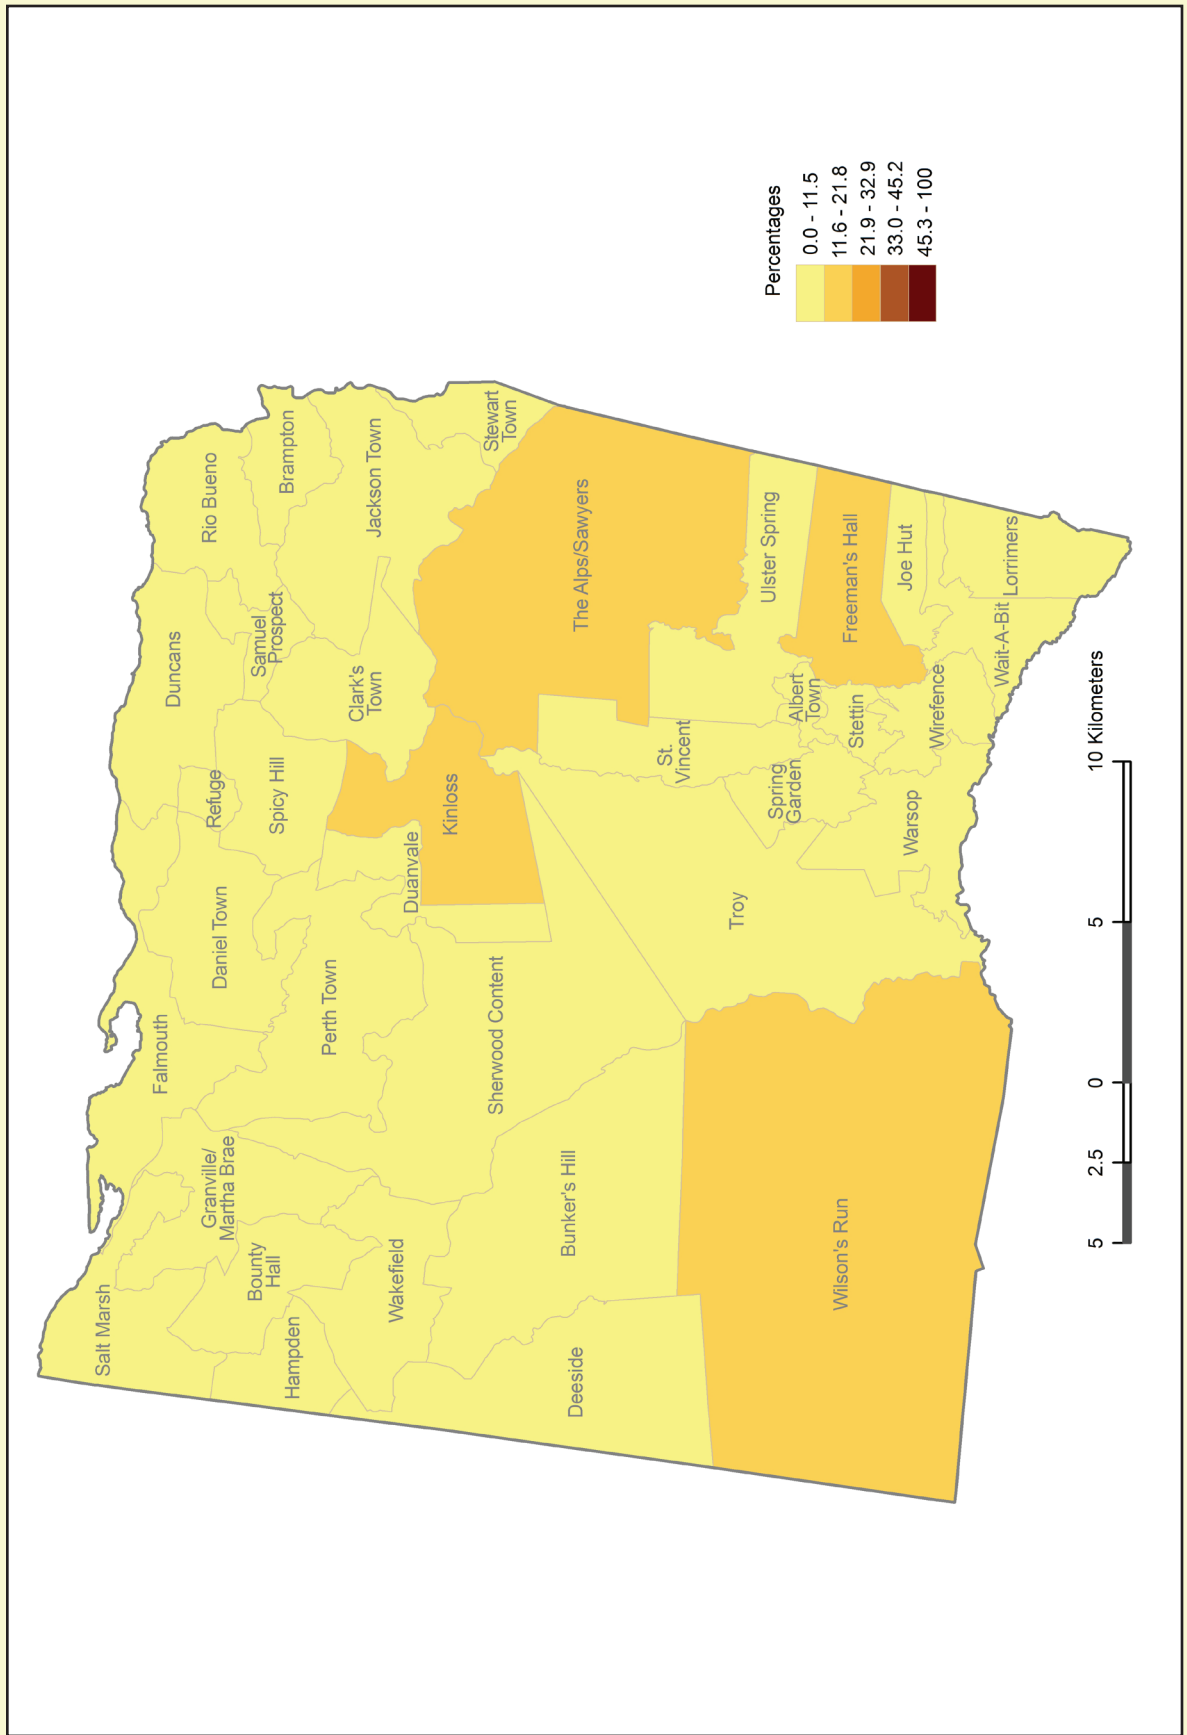 Salt Marsh
Falmouth
Duncans
Rio Bueno
Granville/
Martha Brae
Daniel Town
Refuge
Samuel
Prospect
Brampton
Bounty
Hall
Hampden
Perth Town
Spicy Hill
Clark's
Town
Jackson Town
Wakefield
Duanvale
Kinloss
Stewart
Town
Sherwood Content
Bunker's Hill
Deeside
The Alps/Sawyers
St.
Vincent
Troy
Ulster Spring
Spring
Garden
Albert
Town
Stettin
Freeman's Hall
Wilson's Run
Warsop
Joe Hut
Wirefence
Wait-A-Bit
Lorrimers
Percentages
0.0 - 11.5
11.6 - 21.8
21.9 - 32.9
33.0 - 45.2
45.3 - 100
5 2.5 0 5 10 Kilometers